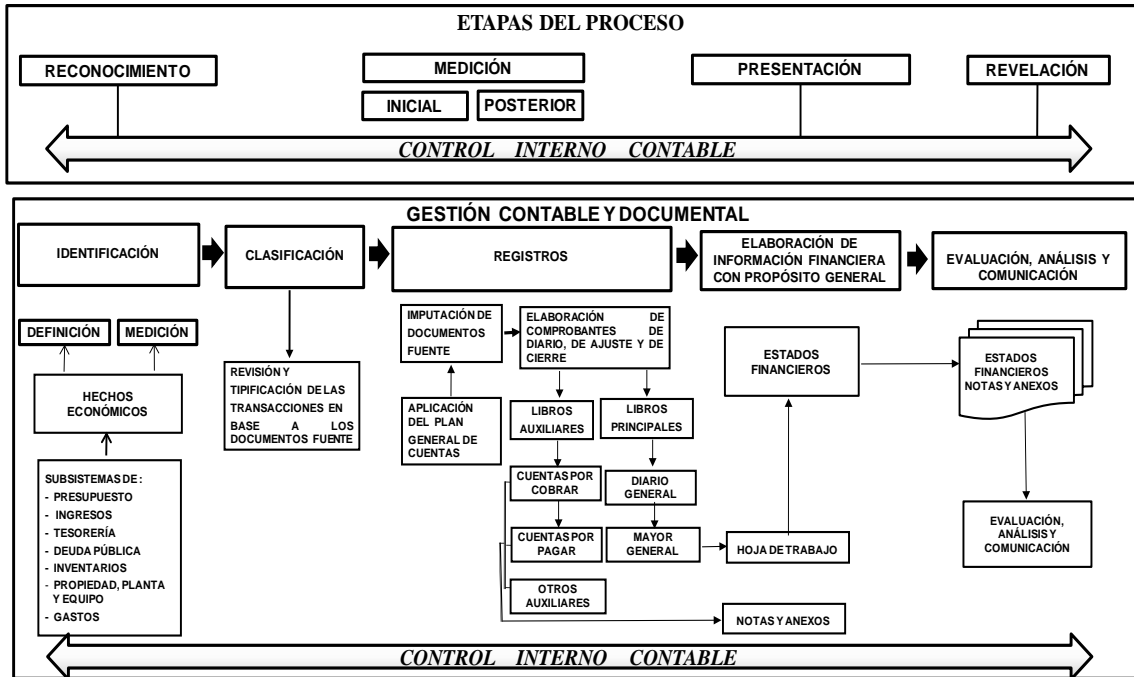 ETAPAS DEL PROCESO
RECONOCIMIENTO
MEDICIÓN
INICIAL
POSTERIOR
PRESENTACIÓN
REVELACIÓN
CONTROL INTERNO CONTABLE
GESTIÓN CONTABLE Y DOCUMENTAL
IDENTIFICACIÓN
CLASIFICACIÓN
REGISTROS
ELABORACIÓN DE
INFORMACIÓN FINANCIERA
CON PROPÓSITO GENERAL
EVALUACIÓN, ANÁLISIS Y
COMUNICACIÓN
DEFINICIÓN
MEDICIÓN
HECHOS
ECONÓMICOS
SUBSISTEMAS DE :
- PRESUPUESTO
- INGRESOS
- TESORERÍA
- DEUDA PÚBLICA
- INVENTARIOS
- PROPIEDAD, PLANTA
Y EQUIPO
- GASTOS
REVISIÓN Y
TIPIFICACIÓN DE LAS
TRANSACCIONES EN
BASE A LOS
DOCUMENTOS FUENTE
IMPUTACIÓN DE
DOCUMENTOS
FUENTE
APLICACIÓN
DEL PLAN
GENERAL DE
CUENTAS
ELABORACIÓN DE
COMPROBANTES DE
DIARIO, DE AJUSTE Y DE
CIERRE
LIBROS
AUXILIARES
LIBROS
PRINCIPALES
CUENTAS POR
COBRAR
DIARIO
GENERAL
CUENTAS POR
PAGAR
MAYOR
GENERAL
OTROS
AUXILIARES
HOJA DE TRABAJO
NOTAS Y ANEXOS
ESTADOS
FINANCIEROS
ESTADOS
FINANCIEROS
NOTAS Y ANEXOS
EVALUACIÓN,
ANÁLISIS Y
COMUNICACIÓN
CONTROL INTERNO CONTABLE